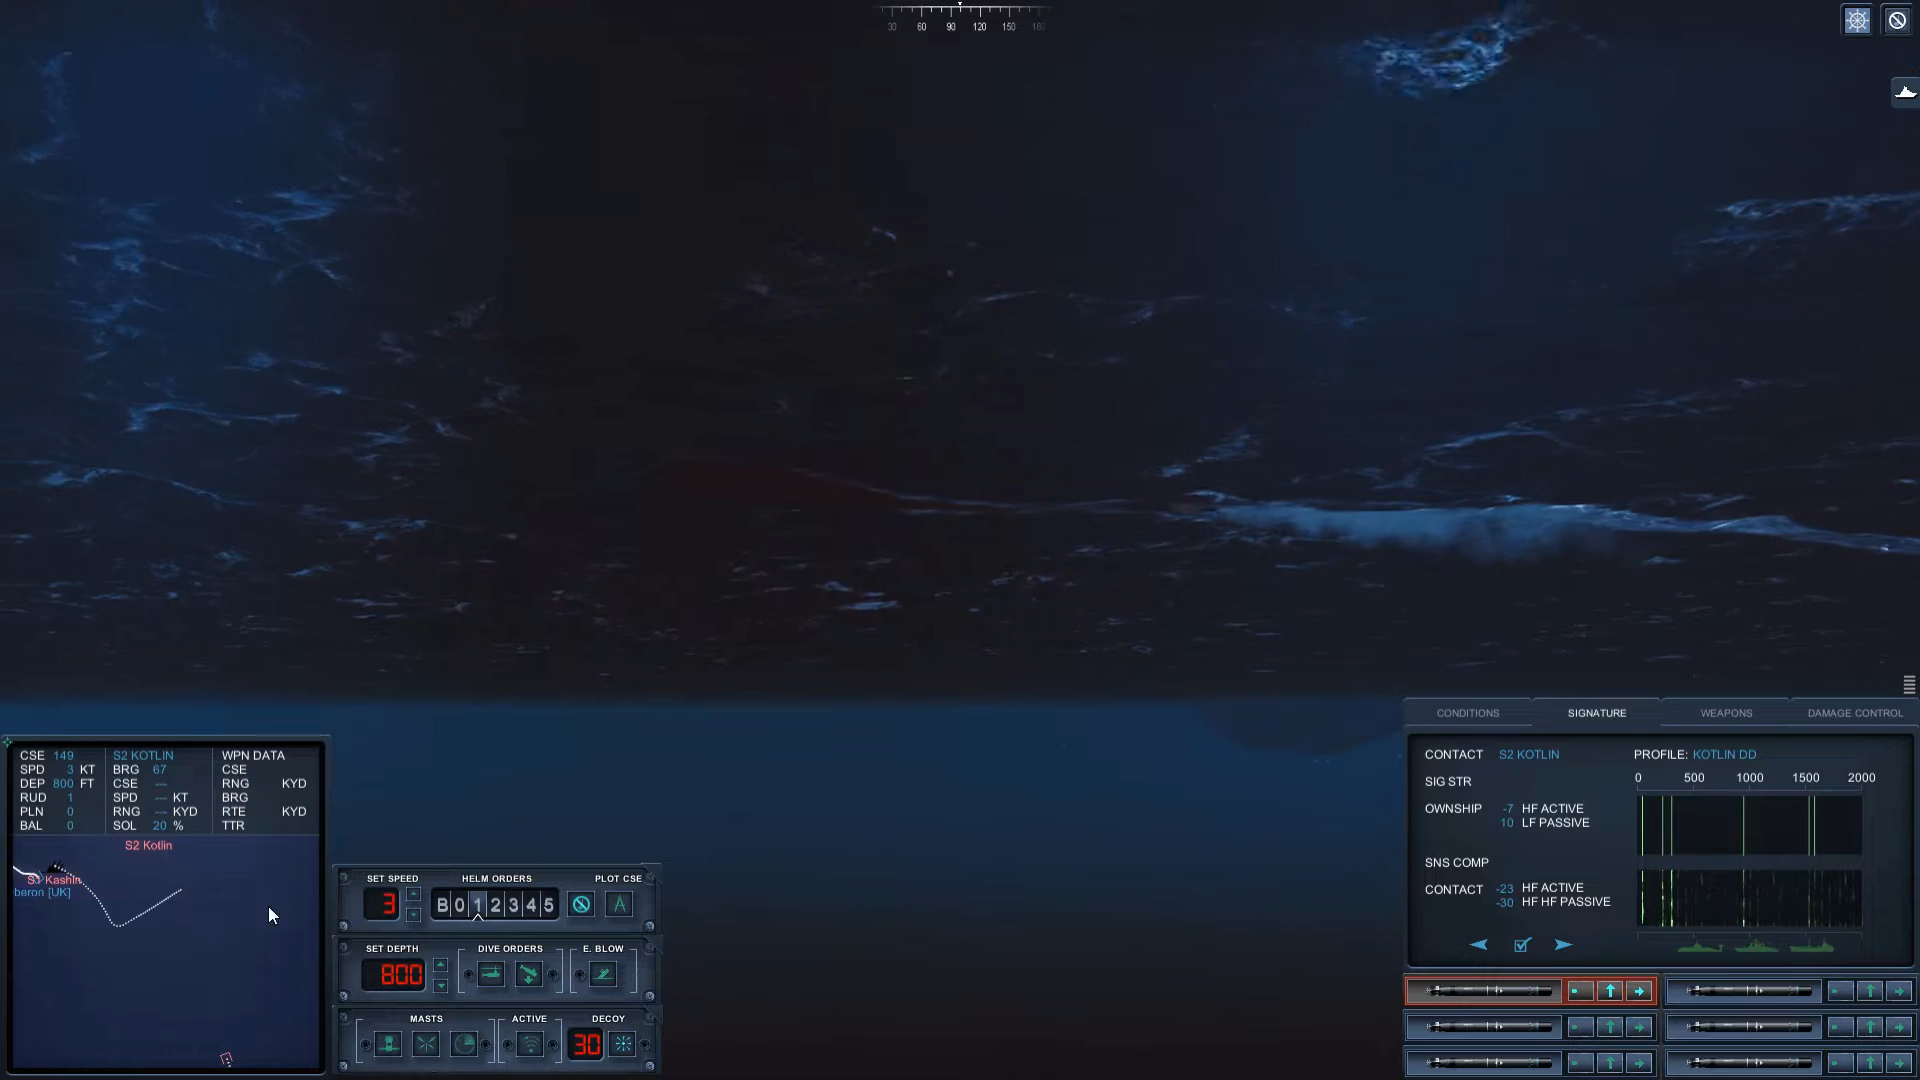 30 60 90 120 150 180
CONDITIONS SIGNATURE WEAPONS DAMAGE CONTROL
CSE 149
SPD 3 KT
DEP 800 FT
RUD 1
PLN 0
BAL 0
S2 KOTLIN
BRG 67
CSE ---
SPD --- KT
RNG --- KYD
SOL 20 %
WPN DATA
CSE
RNG KYD
BRG
RTE KYD
TTR
S2 Kotlin
Kashin
beron [UK]
SET SPEED HELM ORDERS PLOT CSE
3 B 0 1 2 3 4 5
SET DEPTH DIVE ORDERS E. BLOW
800
MASTS ACTIVE DECOY
30
CONTACT S2 KOTLIN
SIG STR
OWNSHIP -7 HF ACTIVE
10 LF PASSIVE
SNS COMP
CONTACT -23 HF ACTIVE
-30 HF HF PASSIVE
PROFILE: KOTLIN DD
0 500 1000 1500 2000